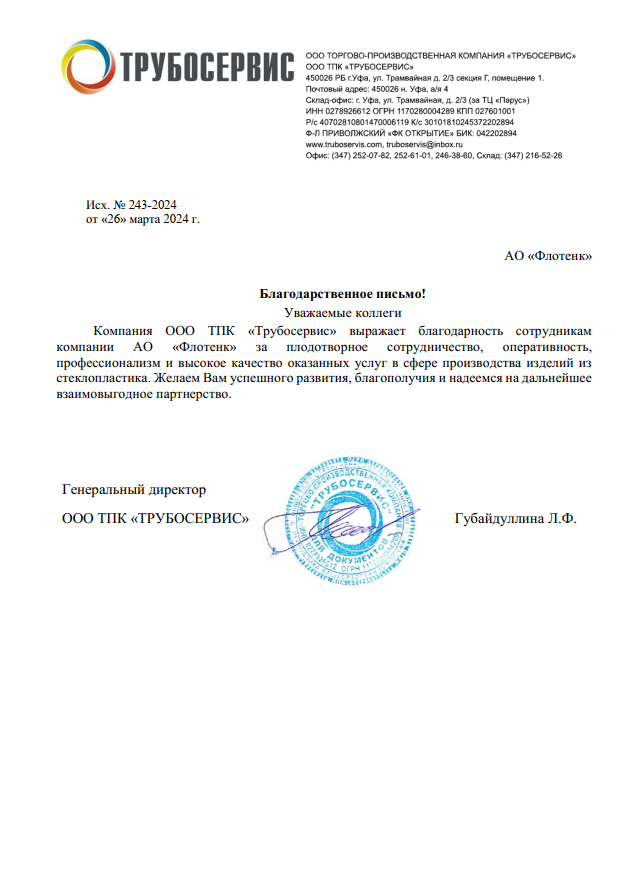 ТРУБОСЕРВИС
ООО ТОРГОВО-ПРОИЗВОДСТВЕННАЯ КОМПАНИЯ «ТРУБОСЕРВИС»
ООО ТПК «ТРУБОСЕРВИС»
450026 РБ г.Уфа, ул. Трамвайная д. 2/3 секция Г, помещение 1.
Почтовый адрес: 450026 н. Уфа, а/я 4
Склад-офис: г. Уфа, ул. Трамвайная, д. 2/3 (за ТЦ «Парус»)
ИНН 0278926612 ОГРН 1170280004289 КПП 027601001
Р/с 40702810801470006119 К/с 30101810245372202894
Ф-Л ПРИВОЛЖСКИЙ «ФК ОТКРЫТИЕ» БИК: 042202894
www.truboservis.com, truboservis@inbox.ru
Офис: (347) 252-07-82, 252-61-01, 246-38-60, Склад: (347) 216-52-26
Исх. № 243-2024
от «26» марта 2024 г.
АО «Флотенк»
Благодарственное письмо!
Уважаемые коллеги
Компания ООО ТПК «Трубосервис» выражает благодарность сотрудникам
компании АО «Флотенк» за плодотворное сотрудничество, оперативность,
профессионализм и высокое качество оказанных услуг в сфере производства изделий из
стеклопластика. Желаем Вам успешного развития, благополучия и надеемся на дальнейшее
взаимовыгодное партнерство.
Генеральный директор
ООО ТПК «ТРУБОСЕРВИС»
Губайдуллина Л.Ф.
"ТРУБОСЕРВИС"
ДЛЯ ДОКУМЕНТОВ